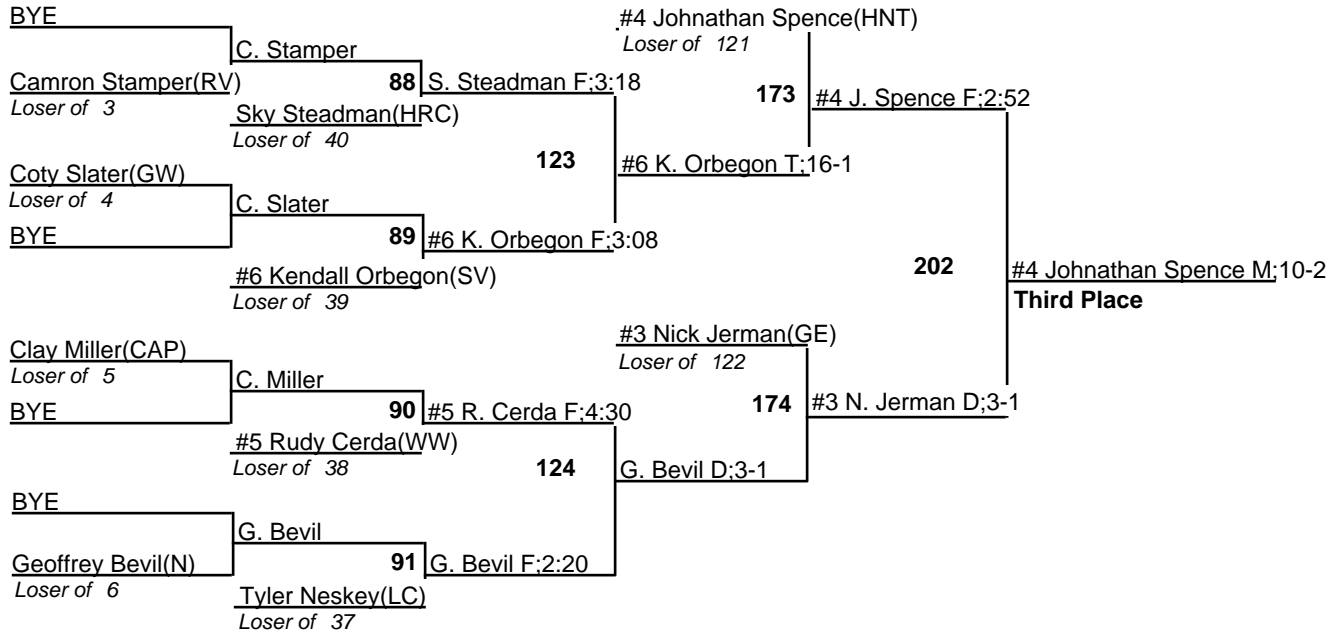 BYE
#4 Johnathan Spence(HNT)
Loser of 121
C. Stamper
Camron Stamper(RV)
Loser of 3
88
S. Steadman F;3:18
173
#4 J. Spence F;2:52
Sky Steadman(HRC)
Loser of 40
123
#6 K. Orbegon T;16-1
Coty Slater(GW)
Loser of 4
C. Slater
BYE
89
#6 K. Orbegon F;3:08
202
#4 Johnathan Spence M;10-2
Third Place
#6 Kendall Orbegon(SV)
Loser of 39
#3 Nick Jerman(GE)
Loser of 122
Clay Miller(CAP)
Loser of 5
C. Miller
BYE
90
#5 R. Cerda F;4:30
174
#3 N. Jerman D;3-1
#5 Rudy Cerda(WW)
Loser of 38
124
G. Bevil D;3-1
BYE
G. Bevil
Geoffrey Bevil(N)
Loser of 6
91
G. Bevil F;2:20
Tyler Neskey(LC)
Loser of 37